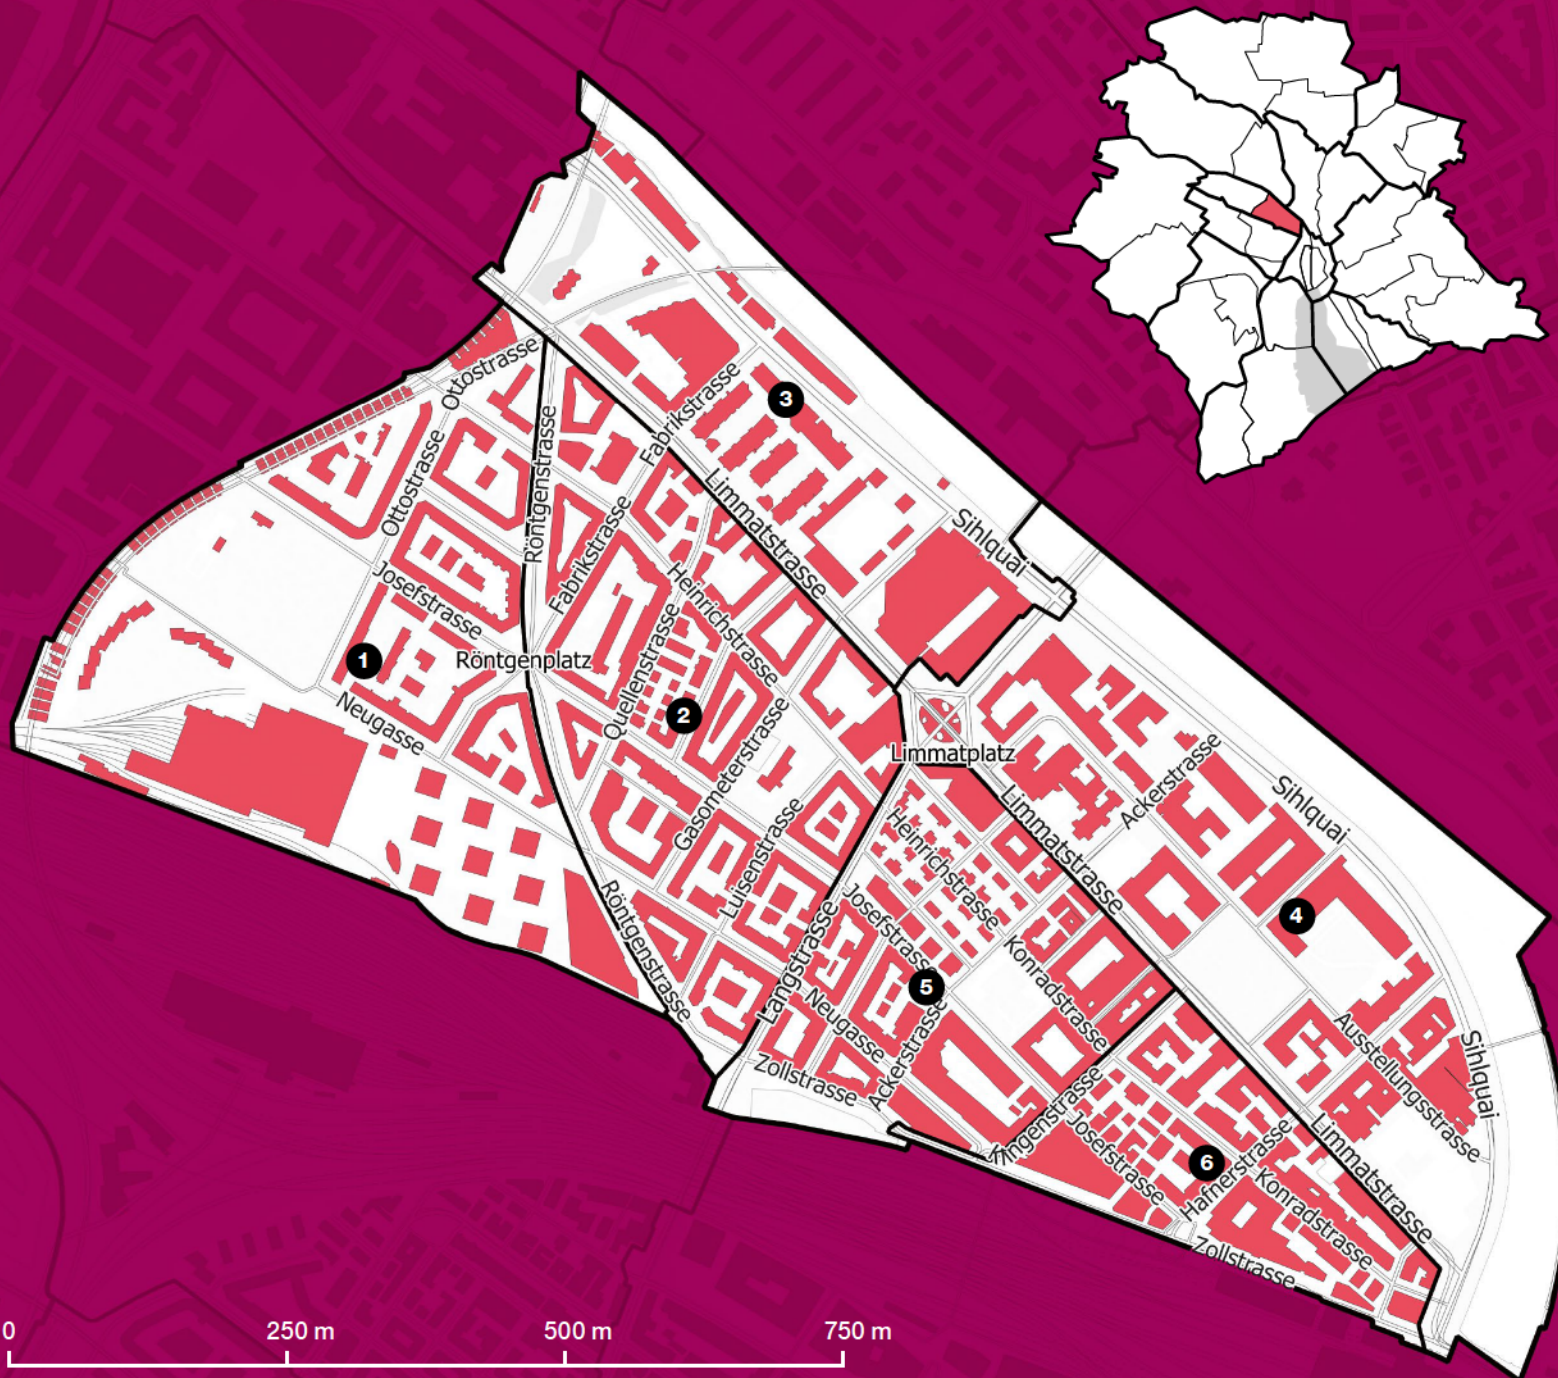 Ottostrasse
Röntgenstrasse
Fabrikstrasse
3
Limmatstrasse
Sihlquai
Ottostrasse
Fabrikstrasse
Josefstrasse
Heinrichstrasse
1
Röntgenplatz
Quellenstrasse
2
Neugasse
Gasometerstrasse
Limmatplatz
Ackerstrasse
Sihlquai
Luisenstrasse
Heinrichstrasse
Limmatstrasse
Röntgenstrasse
Langstrasse
Josefstrasse
4
Konradstrasse
5
Neugasse
Ackerstrasse
Zollstrasse
Ausstellungsstrasse
Sihlquai
Klingenstrasse
Josefstrasse
6
Hafnerstrasse
Konradstrasse
Limmatstrasse
Zollstrasse
0
250 m
500 m
750 m